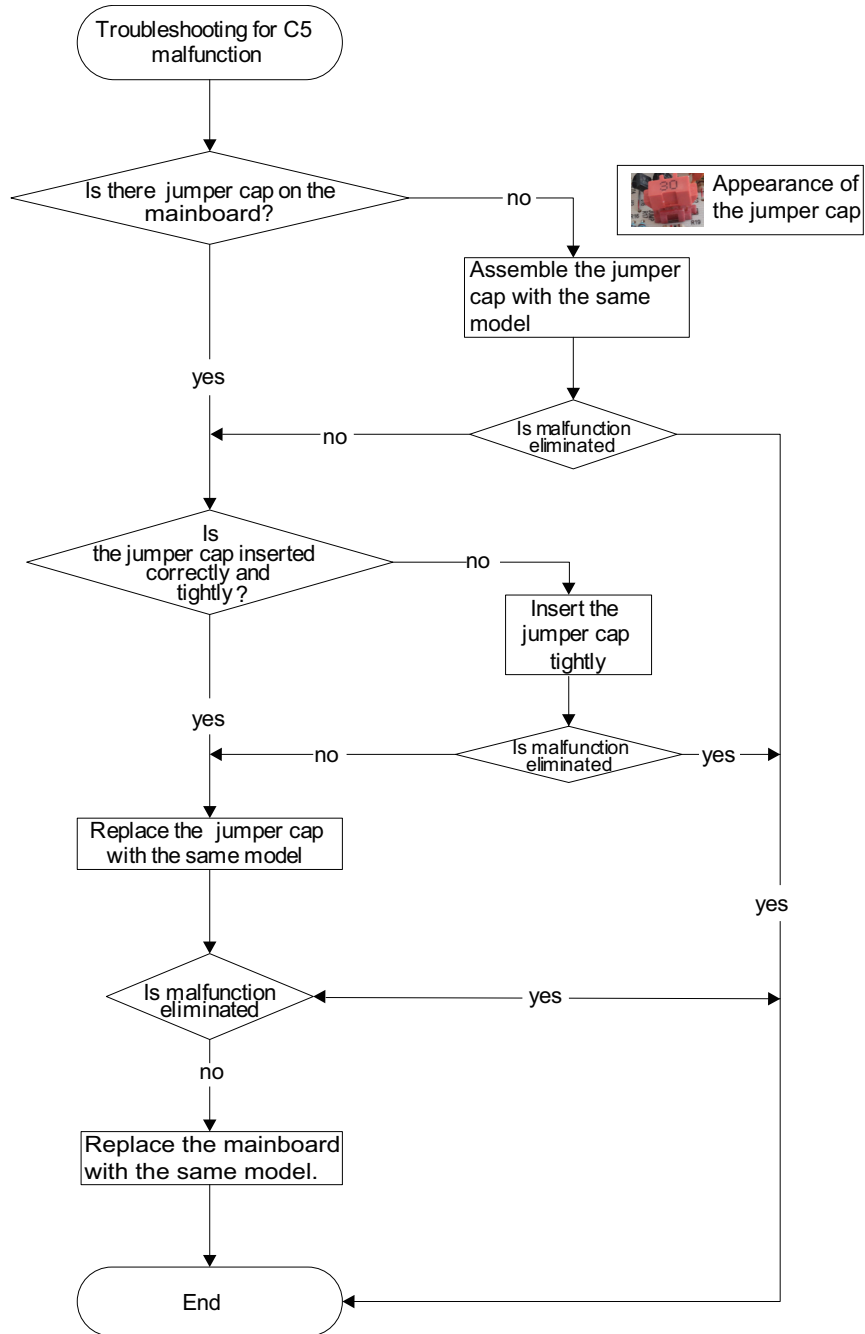 Troubleshooting for C5
malfunction
Is there jumper cap on the
mainboard?
no
90
Appearance of
the jumper cap
Assemble the jumper
cap with the same
model
yes
Is malfunction
eliminated
no
Is
the jumper cap inserted
correctly and
tightly?
no
Insert the
jumper cap
tightly
yes
Is malfunction
eliminated
no
yes
Replace the jumper cap
with the same model
yes
Is malfunction
eliminated
yes
no
Replace the mainboard
with the same model.
End